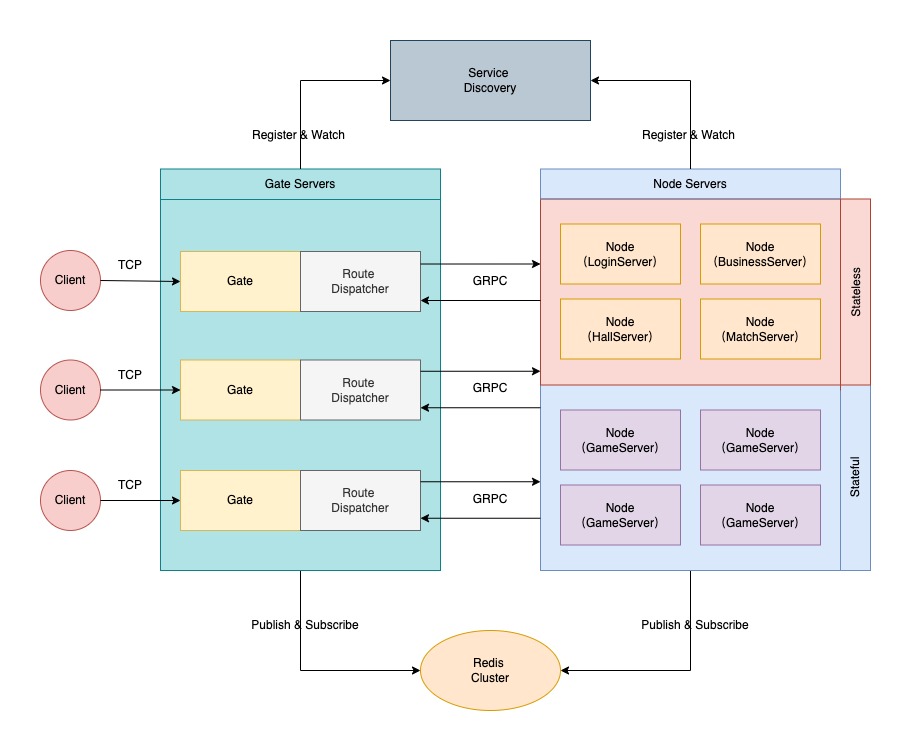 Service
Discovery
Register & Watch
Register & Watch
Gate Servers
Node Servers
Client
TCP
Gate
Route
Dispatcher
GRPC
Client
TCP
Gate
Route
Dispatcher
GRPC
Client
TCP
Gate
Route
Dispatcher
GRPC
Node
(LoginServer)
Node
(BusinessServer)
Node
(HallServer)
Node
(MatchServer)
Stateless
Node
(GameServer)
Node
(GameServer)
Node
(GameServer)
Node
(GameServer)
Stateful
Publish & Subscribe
Publish & Subscribe
Redis
Cluster